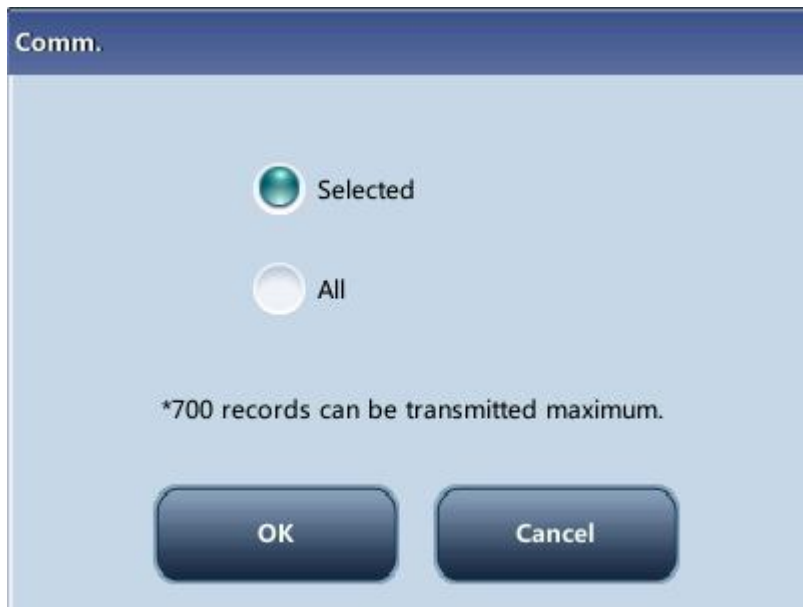 Comm.
Selected
All
*700 records can be transmitted maximum.
OK
Cancel